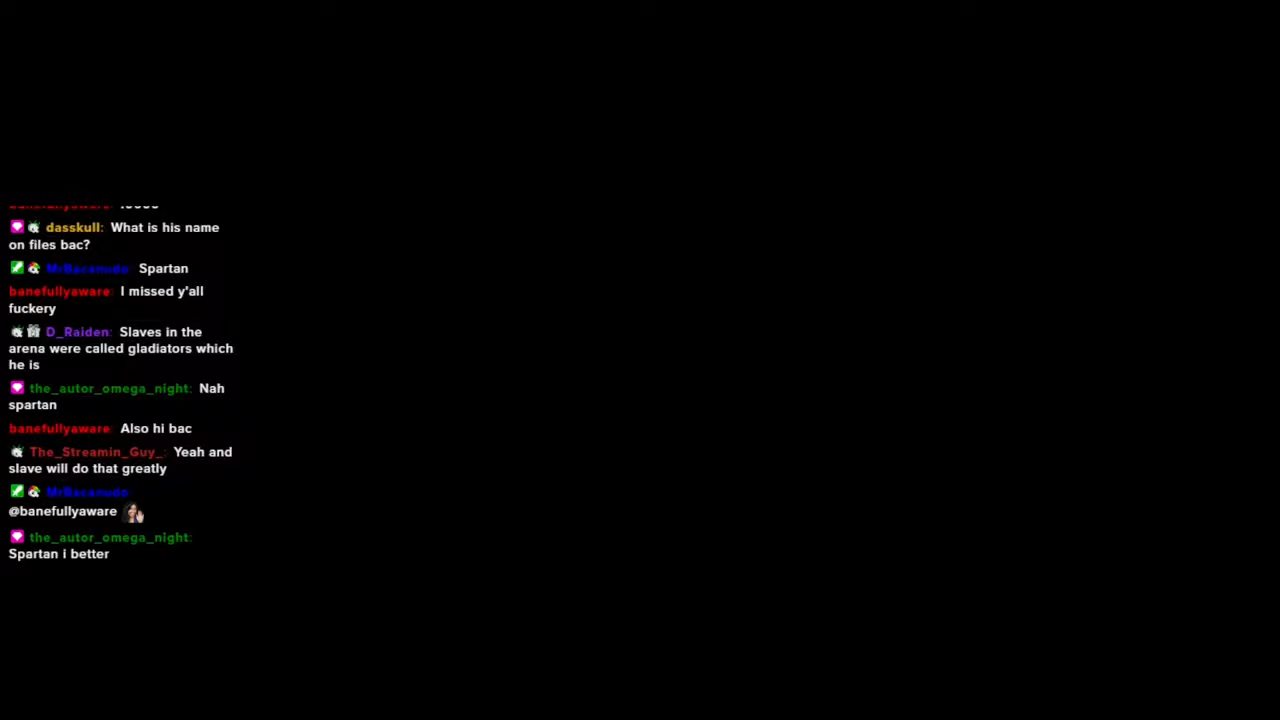 dasskull: What is his name
on files bac?
MrBacanudo: Spartan
banefullyaware: I missed y'all
fuckery
D_Raiden: Slaves in the
arena were called gladiators which
he is
the_autor_omega_night: Nah
spartan
banefullyaware: Also hi bac
The_Streamin_Guy_: Yeah and
slave will do that greatly
MrBacanudo:
@banefullyaware
the_autor_omega_night:
Spartan i better